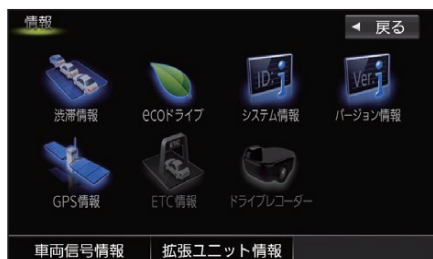 情報
◀ 戻る
渋滞情報
ecoドライブ
ID:i
システム情報
Ver:i
バージョン情報
GPS情報
ETC情報
ドライブレコーダー
車両信号情報
拡張ユニット情報